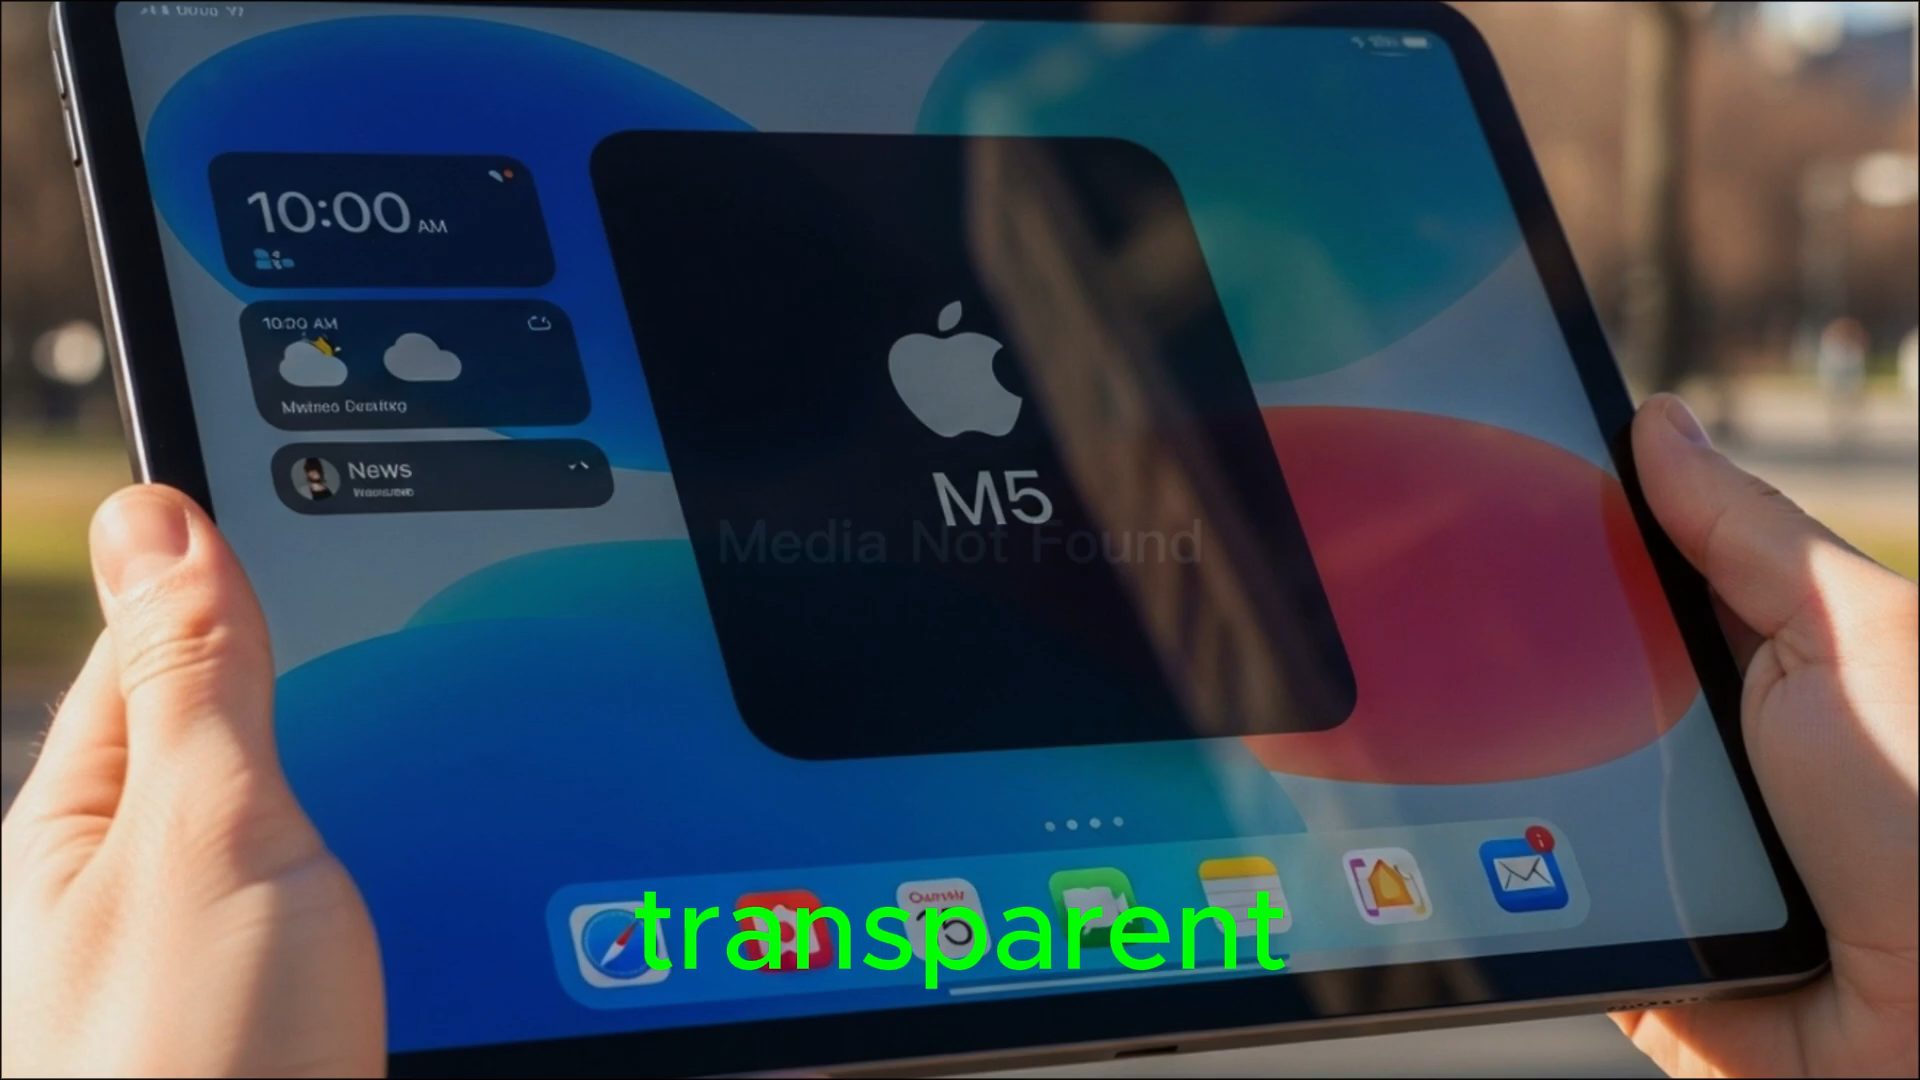 10:00 AM
10:00 AM
News
M5
Media Not Found
transparent